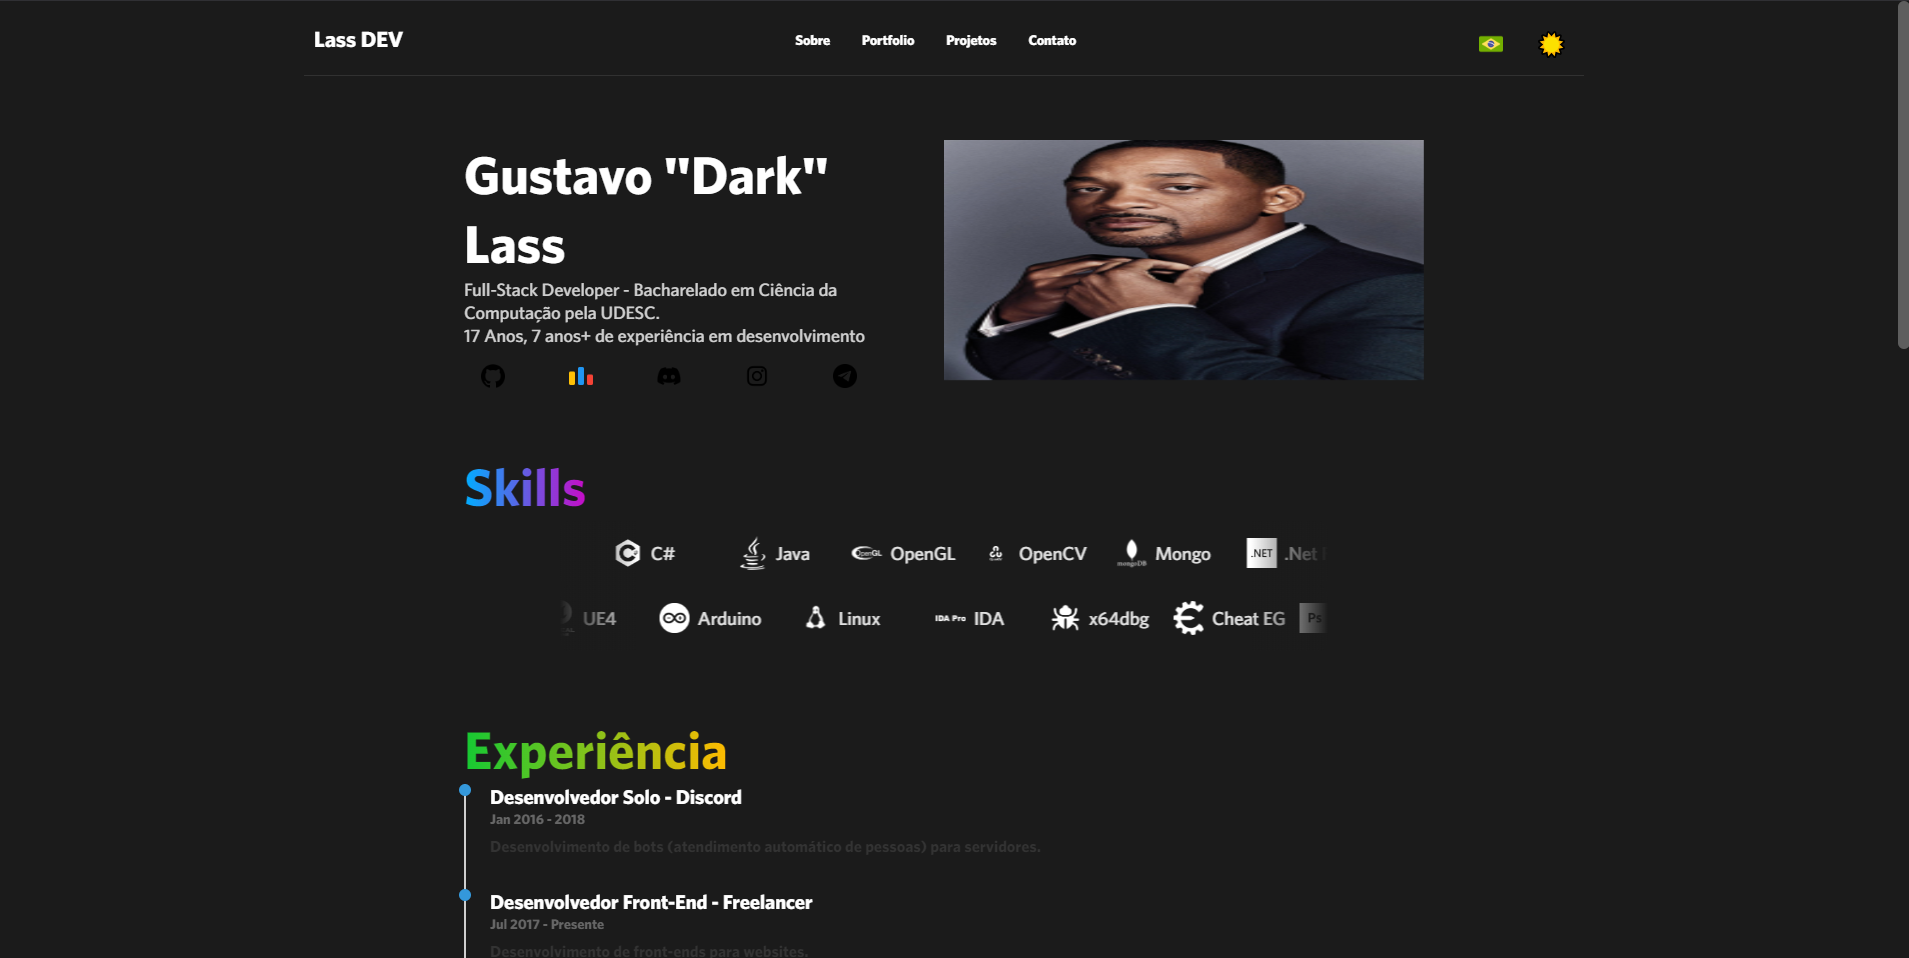 Lass DEV
Sobre Portfolio Projetos Contato
Gustavo "Dark"
Lass
Full-Stack Developer - Bacharelado em Ciência da
Computação pela UDESC.
17 Anos, 7 anos+ de experiência em desenvolvimento
Skills
C# Java OpenGL OpenGL OpenCV mongoDB Mongo .NET .Net
UE4 Arduino Linux IDA Pro IDA x64dbg Cheat EG Ps
Experiência
Desenvolvedor Solo - Discord
Jan 2016 - 2018
Desenvolvimento de bots (atendimento automático de pessoas) para servidores.
Desenvolvedor Front-End - Freelancer
Jul 2017 - Presente
Desenvolvimento de front-ends para websites.